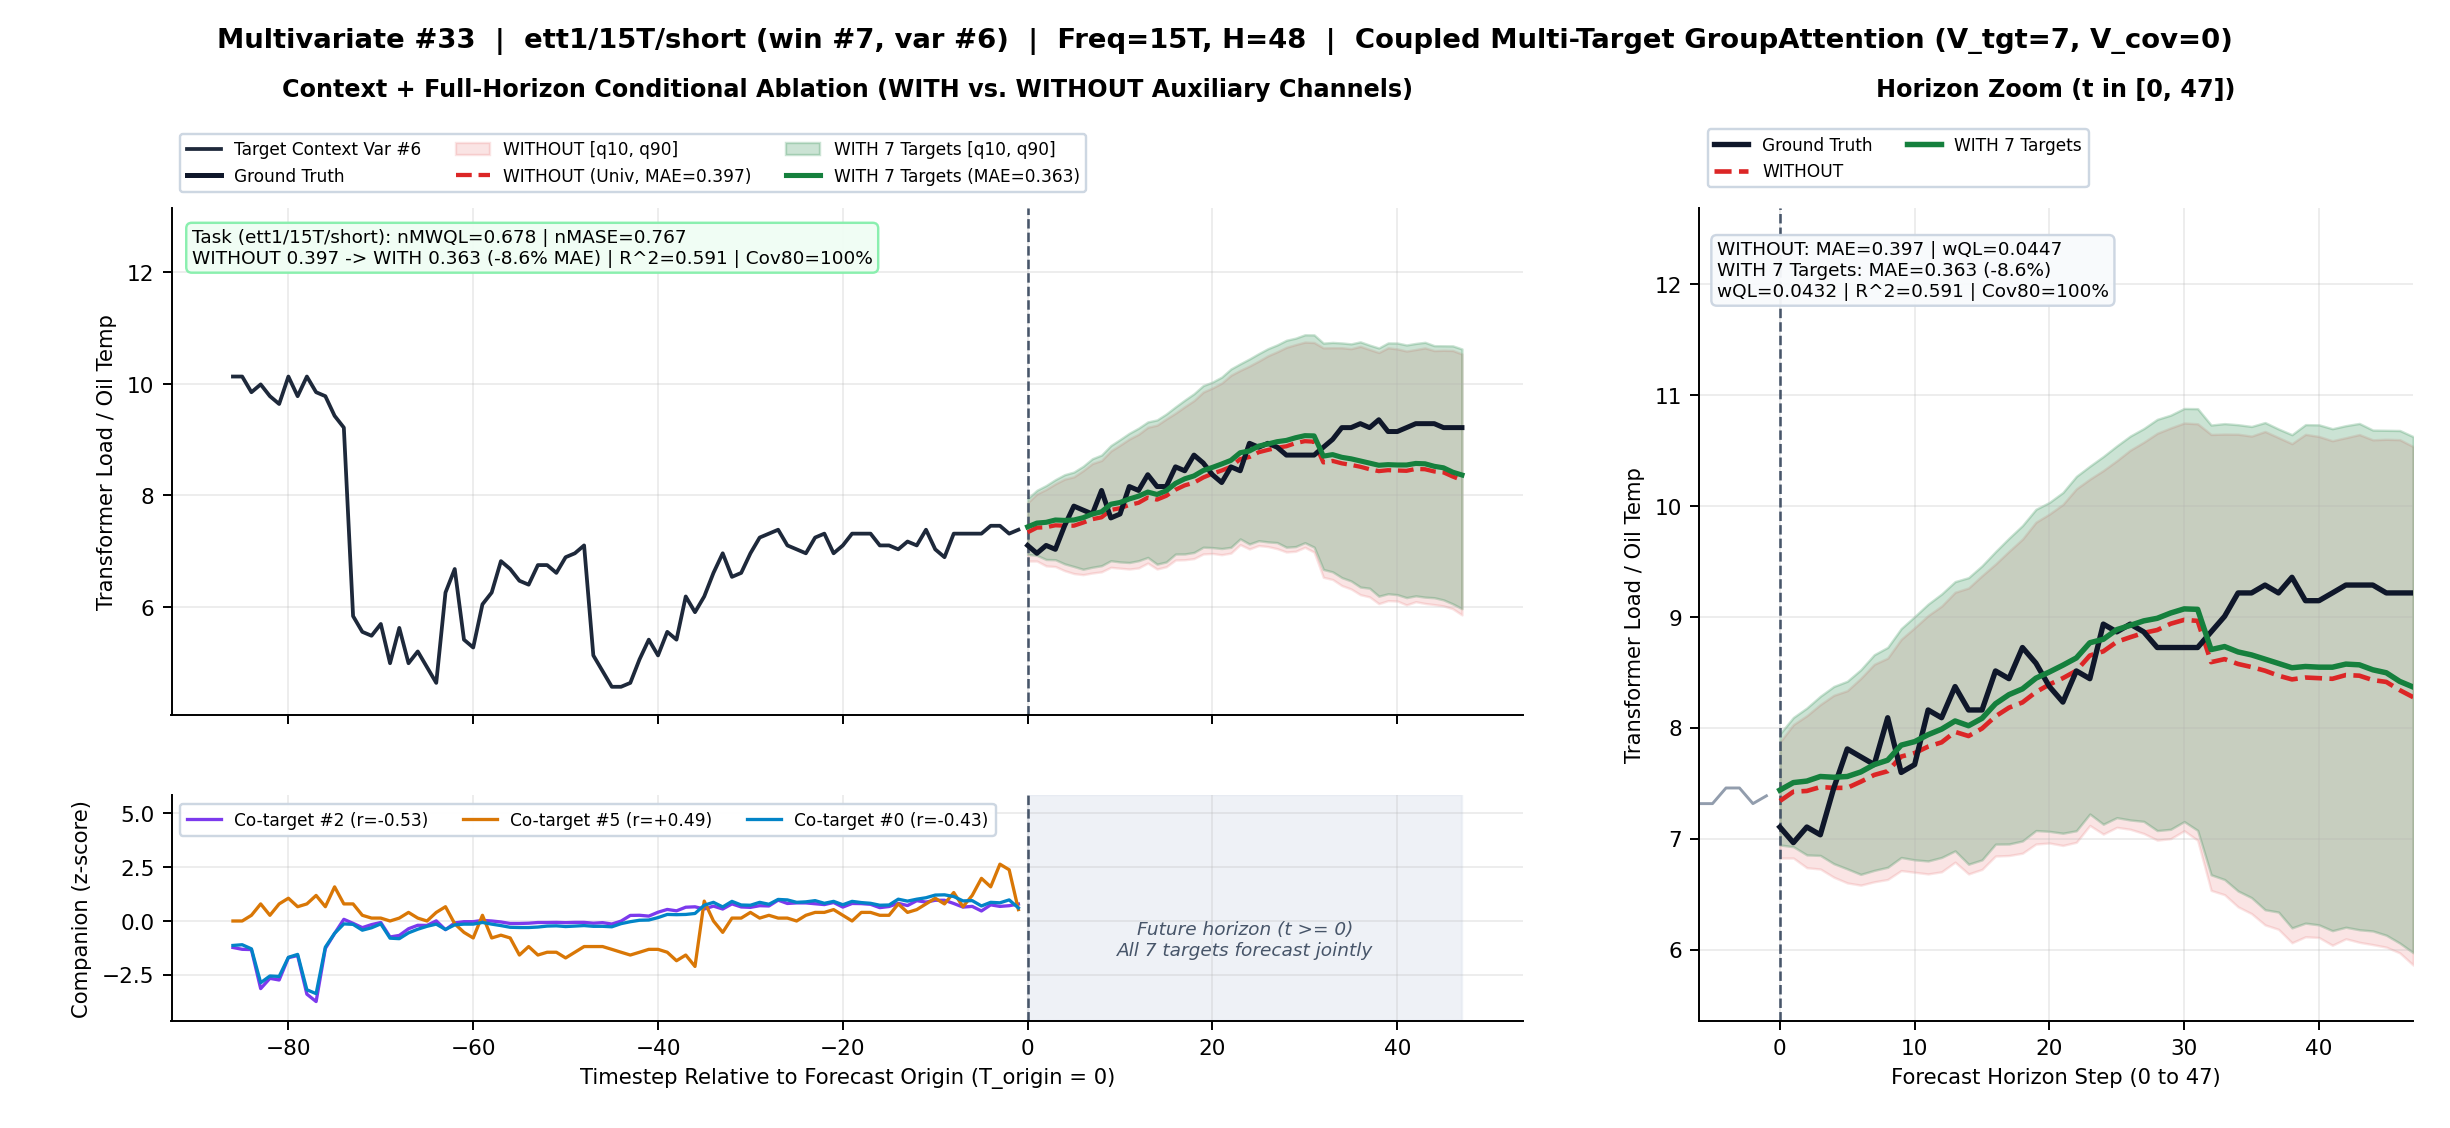 Multivariate #33 | ett1/15T/short (win #7, var #6) | Freq=15T, H=48 | Coupled Multi-Target GroupAttention (V_tgt=7, V_cov=0)
Context + Full-Horizon Conditional Ablation (WITH vs. WITHOUT Auxiliary Channels)
Target Context Var #6
Ground Truth
WITHOUT [q10, q90]
WITHOUT (Univ, MAE=0.397)
WITH 7 Targets [q10, q90]
WITH 7 Targets (MAE=0.363)
Task (ett1/15T/short): nMWQL=0.678 | nMASE=0.767
WITHOUT 0.397 -> WITH 0.363 (-8.6% MAE) | R^2=0.591 | Cov80=100%
Transformer Load / Oil Temp
12
10
8
6
Co-target #2 (r=-0.53)
Co-target #5 (r=+0.49)
Co-target #0 (r=-0.43)
Companion (z-score)
5.0
2.5
0.0
−2.5
Future horizon (t >= 0)
All 7 targets forecast jointly
−80
−60
−40
−20
0
20
40
Timestep Relative to Forecast Origin (T_origin = 0)
Horizon Zoom (t in [0, 47])
Ground Truth
WITHOUT
WITH 7 Targets
WITHOUT: MAE=0.397 | wQL=0.0447
WITH 7 Targets: MAE=0.363 (-8.6%)
wQL=0.0432 | R^2=0.591 | Cov80=100%
Transformer Load / Oil Temp
12
11
10
9
8
7
6
0
10
20
30
40
Forecast Horizon Step (0 to 47)